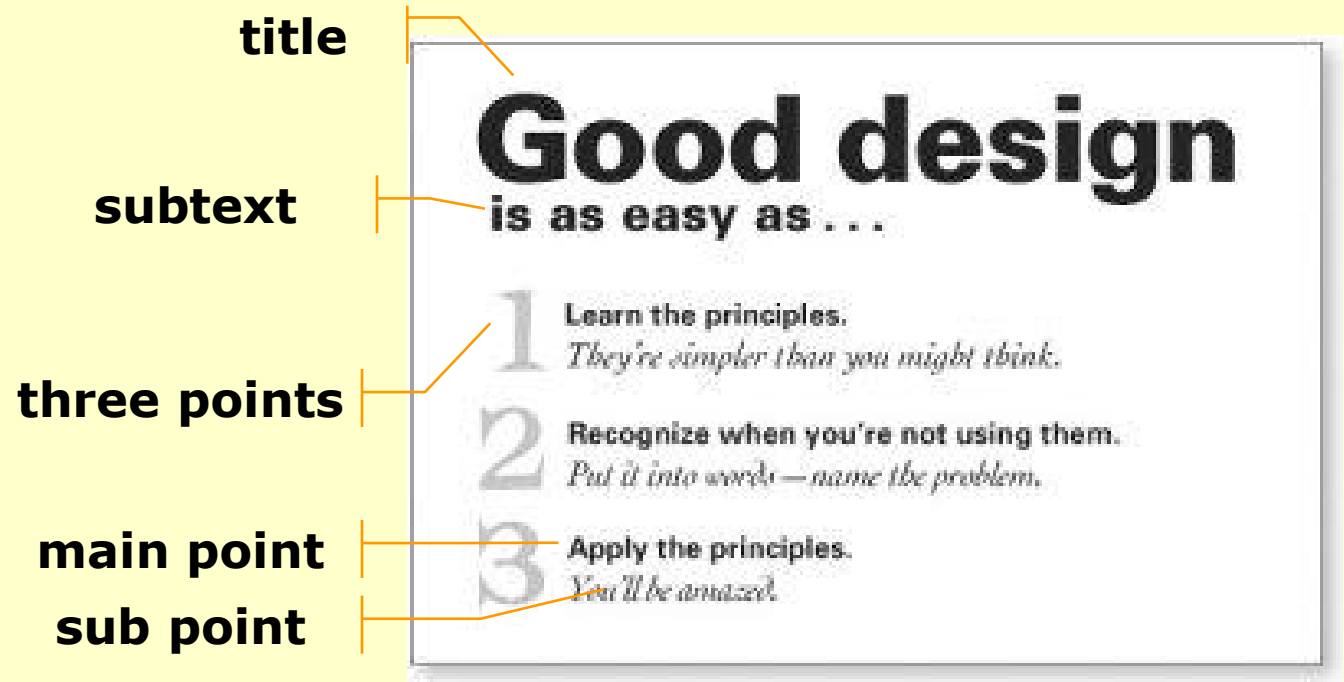 title
Good design
subtext
is as easy as . . .
1
Learn the principles.
They're simpler than you might think.
three points
2
Recognize when you're not using them.
Put it into words—name the problem.
main point
3
Apply the principles.
You'll be amazed.
sub point